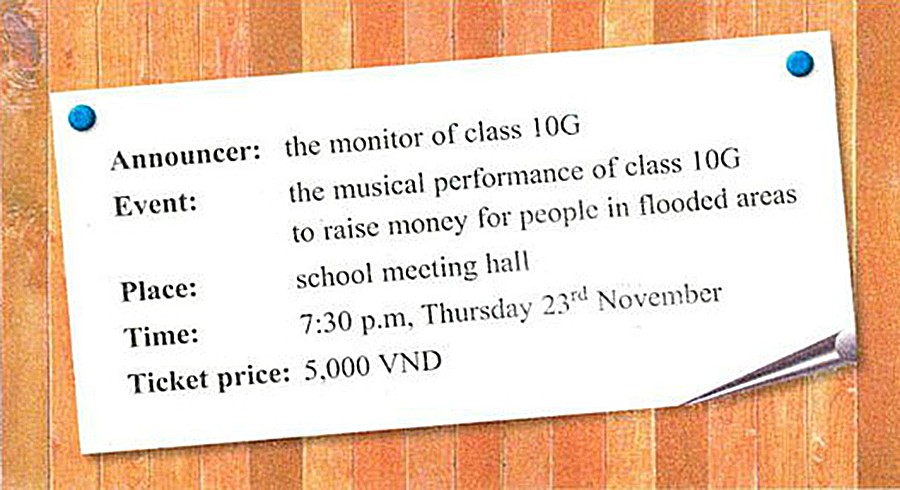 Announcer: the monitor of class 10G
Event: the musical performance of class 10G
to raise money for people in flooded areas
Place: school meeting hall
Time: 7:30 p.m, Thursday 23rd November
Ticket price: 5,000 VND